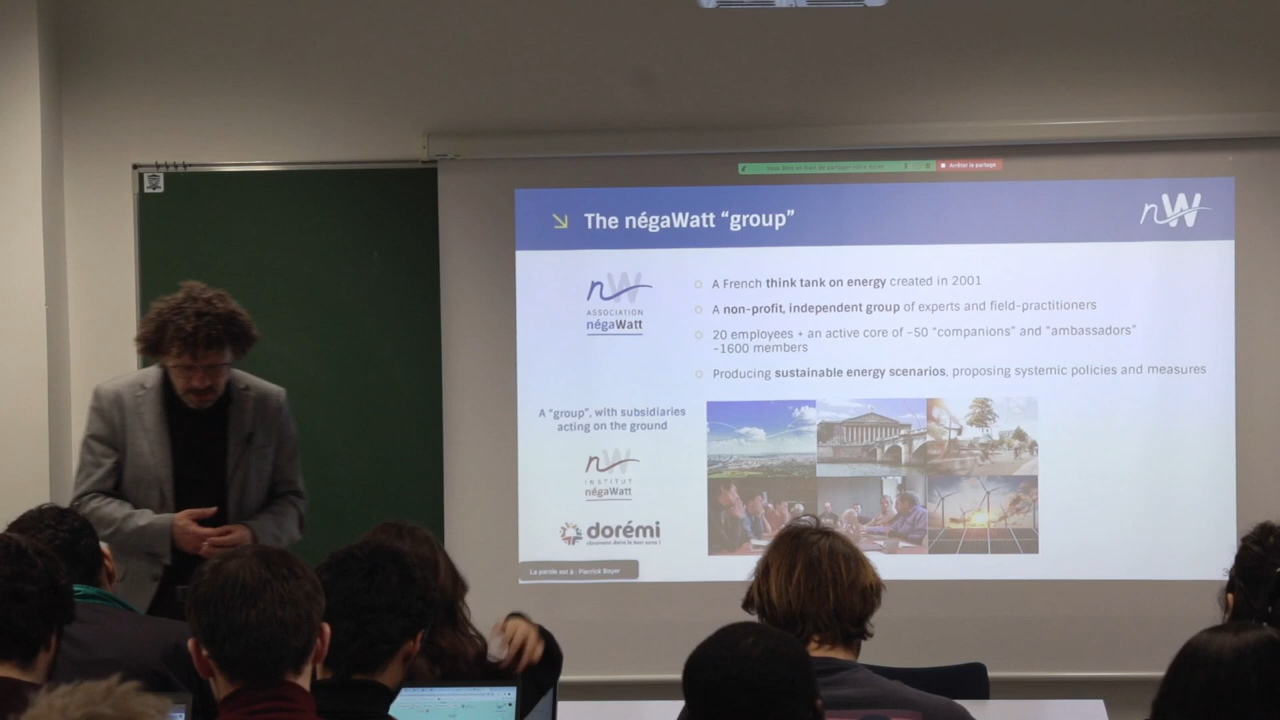 Arrêter le partage
The négaWatt “group”
nW
nW
ASSOCIATION
négaWatt
A French think tank on energy created in 2001
A non-profit, independent group of experts and field-practitioners
20 employees + an active core of ~50 “companions” and “ambassadors”
~1600 members
Producing sustainable energy scenarios, proposing systemic policies and measures
A “group”, with subsidiaries
acting on the ground
nW
INSTITUT
négaWatt
dorémi
La parole est à : Pierrick Boyer